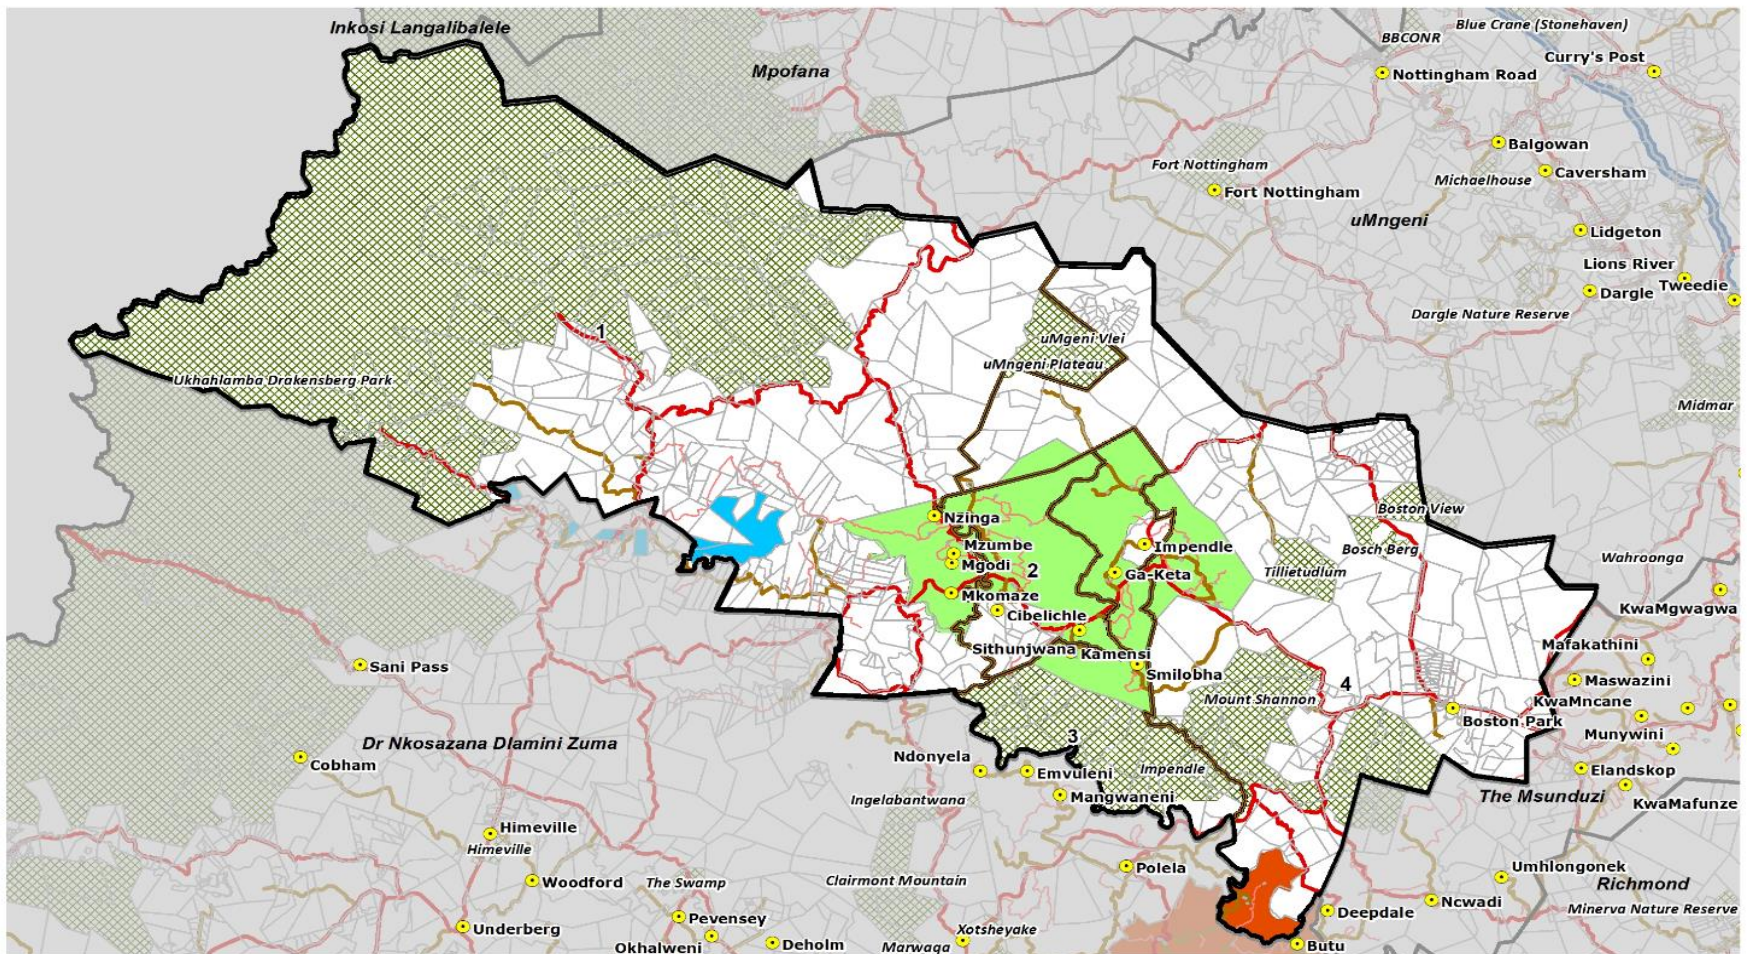 Inkosi Langalibalele
Blue Crane (Stonehaven)
BBCONR
Curry's Post
Mpofana
Nottingham Road
Balgowan
Fort Nottingham
Caversham
Michaelhouse
Fort Nottingham
uMngeni
Lidgeton
Lions River
Tweedie
Dargle
Dargle Nature Reserve
1
uMgeni Vlei
uMngeni Plateau
Ukhahlamba Drakensberg Park
Midmar
Boston View
Nzinga
Mzumbe
Impendle
Bosch Berg
Wahroonga
Mgodi
2
Ga-Keta
Tillietudlum
Mkomaze
KwaMgwagwa
Cibelichle
Mafakathini
Sithunjwana
Kamensi
Sani Pass
Smilobha
Maswazini
4
Mount Shannon
KwaMncane
Boston Park
3
Munywini
Dr Nkosazana Dlamini Zuma
Ndonyela
Cobham
Emvuleni
Impendle
Elandskop
Mangwaneni
The Msunduzi
Ingelabantwana
KwaMafunze
Himeville
Himeville
Polela
Umhlongonek
Woodford
The Swamp
Clairmont Mountain
Richmond
Ncwadi
Minerva Nature Reserve
Deepdale
Pevensey
Underberg
Xotsheyake
Okhalweni
Deholm
Marwaqa
Butu